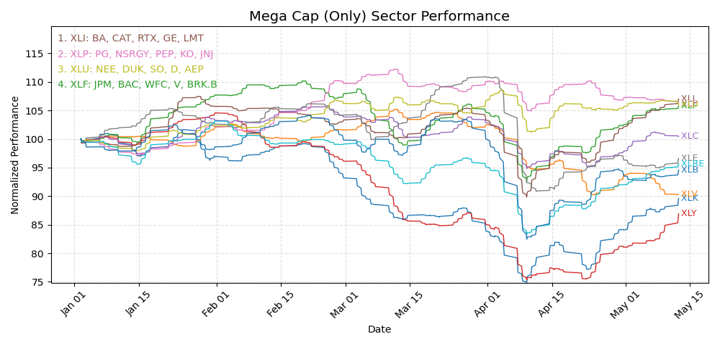 Mega Cap (Only) Sector Performance
1. XLI: BA, CAT, RTX, GE, LMT
2. XLP: PG, NSRGY, PEP, KO, JNJ
3. XLU: NEE, DUK, SO, D, AEP
4. XLF: JPM, BAC, WFC, V, BRK.B
Normalized Performance
115
110
105
100
95
90
85
80
75
XLI
XLC
XLE
XLRE
XLB
XLV
XLK
XLY
Jan 01
Jan 15
Feb 01
Feb 15
Mar 01
Mar 15
Apr 01
Apr 15
May 01
May 15
Date